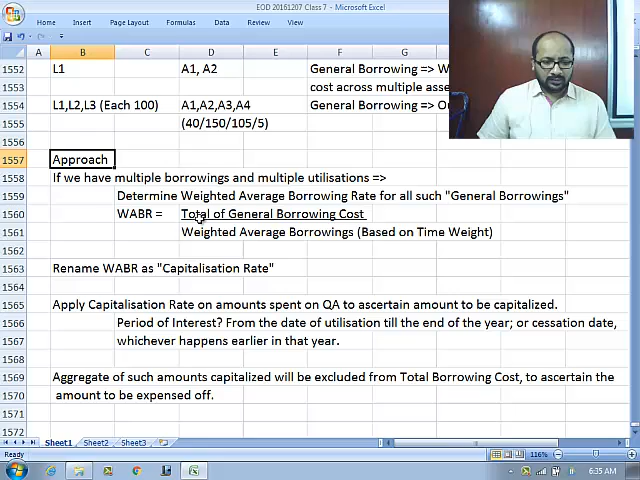 EOD 20161207 Class 7 - Microsoft Excel
Home Insert Page Layout Formulas Data Review View
A B C D E F G
1552 L1 A1, A2 General Borrowing => W
1553 cost across multiple asse
1554 L1,L2,L3 (Each 100) A1,A2,A3,A4 General Borrowing => O
1555 (40/150/105/5)
1556
1557 Approach
1558 If we have multiple borrowings and multiple utilisations =>
1559 Determine Weighted Average Borrowing Rate for all such "General Borrowings"
1560 WABR = Total of General Borrowing Cost
1561 Weighted Average Borrowings (Based on Time Weight)
1562
1563 Rename WABR as "Capitalisation Rate"
1564
1565 Apply Capitalisation Rate on amounts spent on QA to ascertain amount to be capitalized.
1566 Period of Interest? From the date of utilisation till the end of the year; or cessation date,
1567 whichever happens earlier in that year.
1568
1569 Aggregate of such amounts capitalized will be excluded from Total Borrowing Cost, to ascertain the
1570 amount to be expensed off.
1571
1572
Sheet1 Sheet2 Sheet3
Ready 116%
6:35 AM